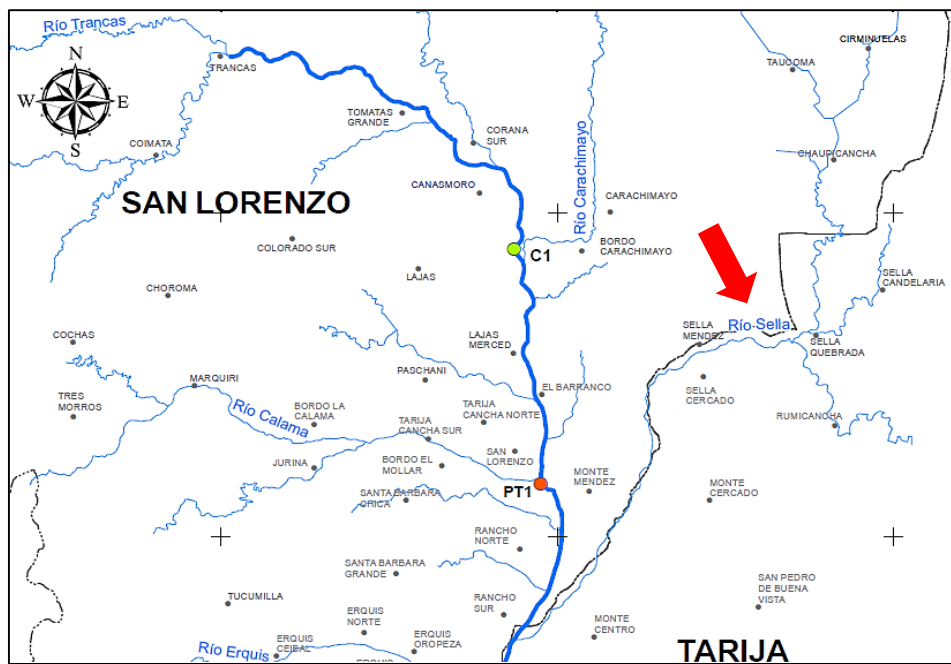 Río Trancas
N
W
E
S
TRANCAS
COIMATA
TOMATAS
GRANDE
CORANA
SUR
CANASMORO
SAN LORENZO
COLORADO SUR
LAJAS
CHOROMA
COCHAS
C1
Río Carachimayo
CARACHIMAYO
BORDO
CARACHIMAYO
CIRMINUELAS
TAUCOMA
CHAUPICANCHA
SELLA
CANDELARIA
Río Sella
SELLA
MENDEZ
SELLA
QUEBRADA
SELLA
CERCADO
RUMICANCHA
LAJAS
MERCED
PASCHANI
EL BARRANCO
MARQUIRI
TRES
MORROS
Río Calama
BORDO LA
CALAMA
TARIJA
CANCHA SUR
TARIJA
CANCHA NORTE
JURINA
BORDO EL
MOLLAR
SAN
LORENZO
PT1
MONTE
MENDEZ
MONTE
CERCADO
SANTA BARBARA
CHICA
RANCHO
NORTE
SANTA BARBARA
GRANDE
TUCUMILLA
ERQUIS
NORTE
RANCHO
SUR
MONTE
CENTRO
SAN PEDRO
DE BUENA
VISTA
Río Erquis
ERQUIS
CEIBAL
ERQUIS
OROPEZA
ERQUIS
TARIJA